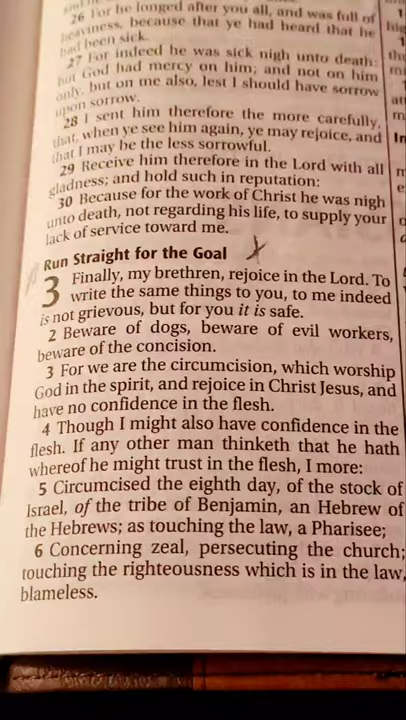 26 For he longed after you all, and was full of
heaviness, because that ye had heard that he
had been sick.
27 For indeed he was sick nigh unto death:
but God had mercy on him; and not on him
only, but on me also, lest I should have sorrow
upon sorrow.
28 I sent him therefore the more carefully,
that, when ye see him again, ye may rejoice, and
that I may be the less sorrowful.
29 Receive him therefore in the Lord with all
gladness; and hold such in reputation:
30 Because for the work of Christ he was nigh
unto death, not regarding his life, to supply your
lack of service toward me.
Run Straight for the Goal
3 Finally, my brethren, rejoice in the Lord. To
write the same things to you, to me indeed
is not grievous, but for you it is safe.
2 Beware of dogs, beware of evil workers,
beware of the concision.
3 For we are the circumcision, which worship
God in the spirit, and rejoice in Christ Jesus, and
have no confidence in the flesh.
4 Though I might also have confidence in the
flesh. If any other man thinketh that he hath
whereof he might trust in the flesh, I more:
5 Circumcised the eighth day, of the stock of
Israel, of the tribe of Benjamin, an Hebrew of
the Hebrews; as touching the law, a Pharisee;
6 Concerning zeal, persecuting the church;
touching the righteousness which is in the law,
blameless.